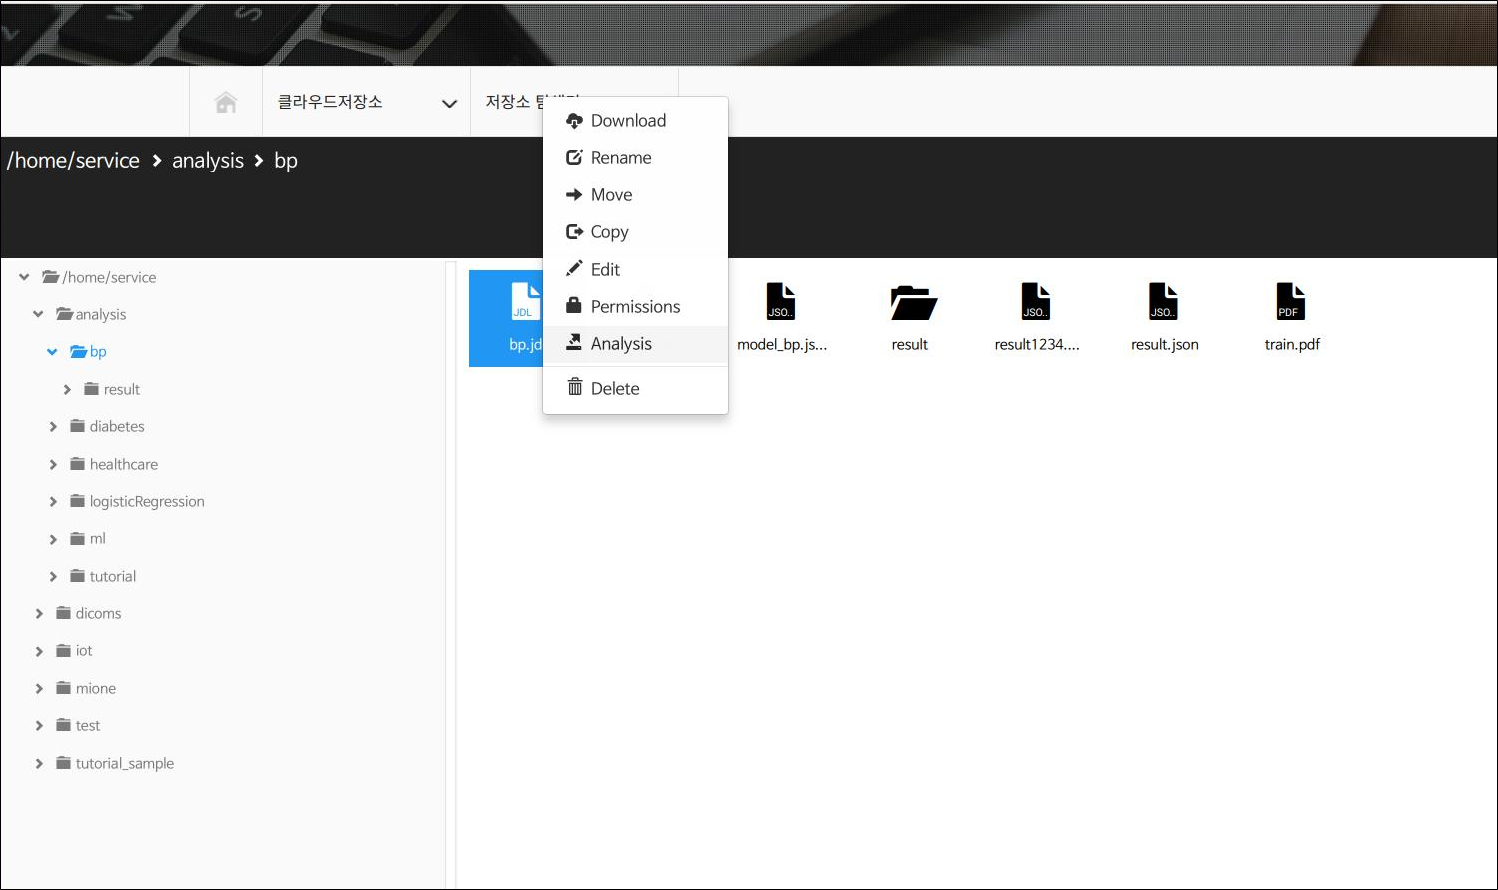 클라우드저장소
저장소
/home/service > analysis > bp
Download
Rename
Move
Copy
Edit
Permissions
Analysis
Delete
/home/service
analysis
bp
result
diabetes
healthcare
logisticRegression
ml
tutorial
dicoms
iot
mione
test
tutorial_sample
JDL
bp.jd
JSO..
model_bp.js...
result
JSO..
result1234....
JSO..
result.json
PDF
train.pdf